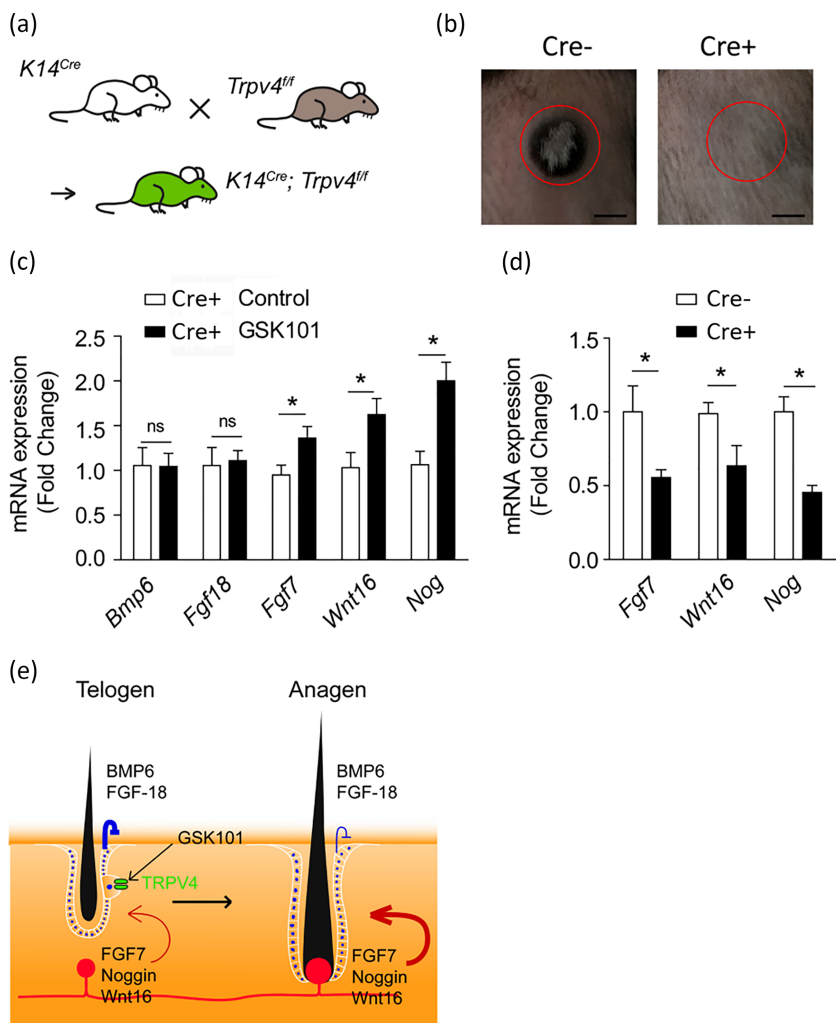 (a)
K14Cre
Trpv4f/f
K14Cre; Trpv4f/f
(b)
Cre-
Cre+
(c)
Cre+ Control
Cre+ GSK101
mRNA expression
(Fold Change)
2.5
2.0
1.5
1.0
0.5
0.0
ns
ns
*
*
*
Bmp6
Fgf18
Fgf7
Wnt16
Nog
(d)
Cre-
Cre+
mRNA expression
(Fold Change)
1.5
1.0
0.5
0.0
*
*
*
Fgf7
Wnt16
Nog
(e)
Telogen
Anagen
BMP6
FGF-18
GSK101
TRPV4
FGF7
Noggin
Wnt16
BMP6
FGF-18
FGF7
Noggin
Wnt16